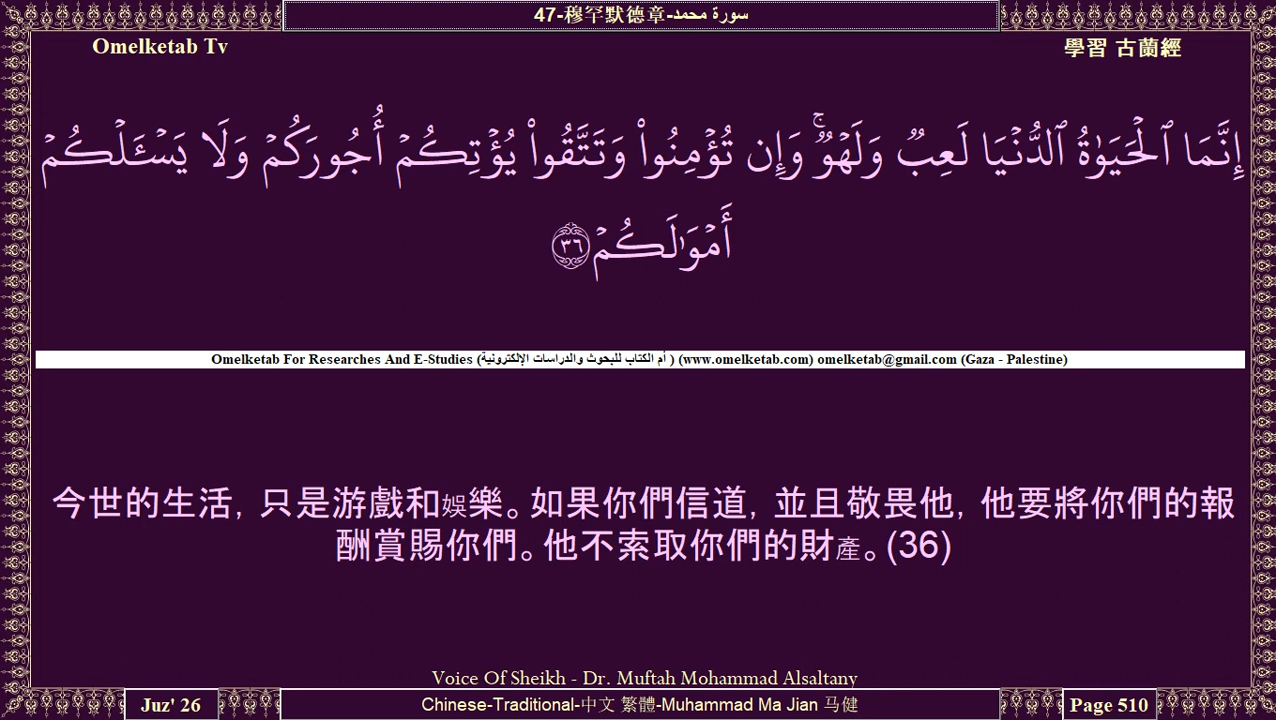 47-穆罕默德章-سورة محمد
Omelketab Tv
學習 古蘭經
إِنَّمَا ٱلۡحَيَوٰةُ ٱلدُّنۡيَا لَعِبٞ وَلَهۡوٞۚ وَإِن تُؤۡمِنُواْ وَتَتَّقُواْ يُؤۡتِكُمۡ أُجُورَكُمۡ وَلَا يَسۡـَٔلۡكُمۡ
أَمۡوَٰلَكُمۡ ٣٦
Omelketab For Researches And E-Studies (أم الكتاب للبحوث والدراسات الإلكترونية ) (www.omelketab.com) omelketab@gmail.com (Gaza - Palestine)
今世的生活，只是游戲和娛樂。如果你們信道，並且敬畏他，他要將你們的報
酬賞賜你們。他不索取你們的財產。(36)
Voice Of Sheikh - Dr. Muftah Mohammad Alsaltany
Juz' 26
Chinese-Traditional-中文 繁體-Muhammad Ma Jian 马健
Page 510